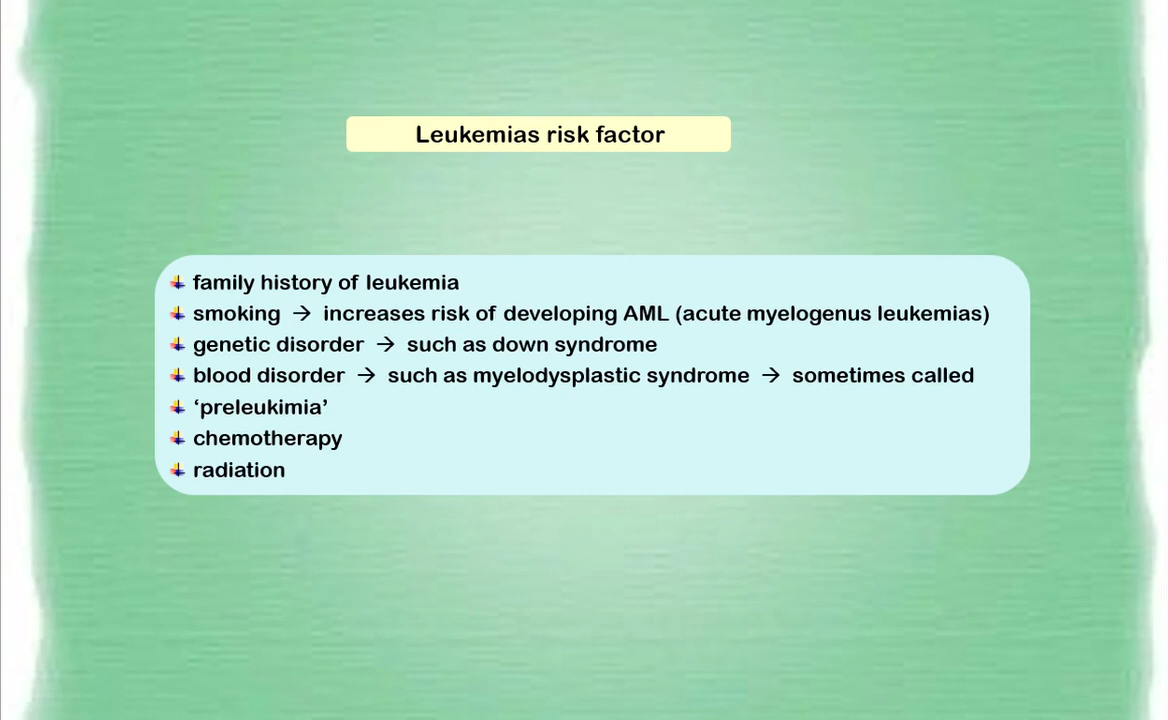 Leukemias risk factor
family history of leukemia
smoking → increases risk of developing AML (acute myelogenus leukemias)
genetic disorder → such as down syndrome
blood disorder → such as myelodysplastic syndrome → sometimes called
‘preleukimia’
chemotherapy
radiation